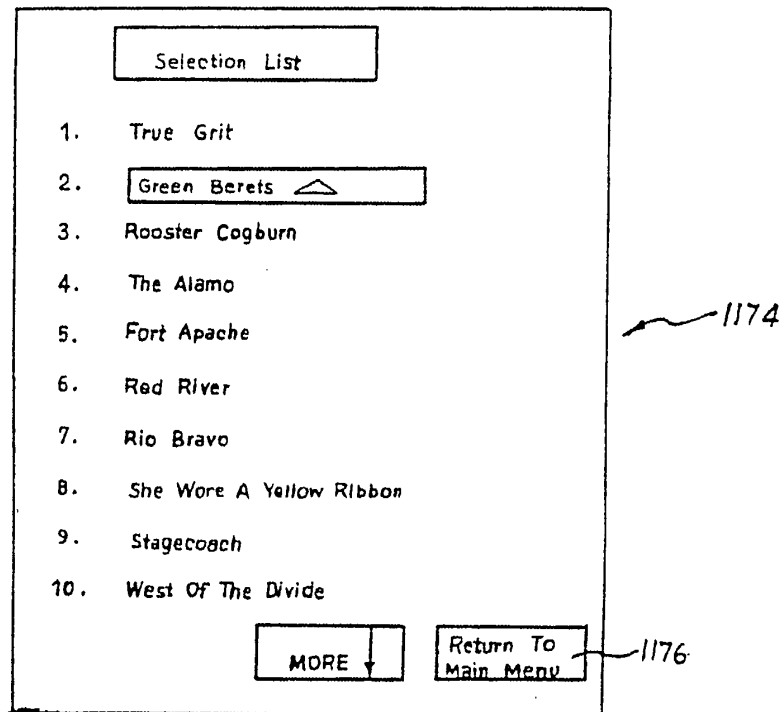 Selection List
1. True Grit
2. Green Berets
3. Rooster Cogburn
4. The Alamo
5. Fort Apache
6. Red River
7. Rio Bravo
8. She Wore A Yellow Ribbon
9. Stagecoach
10. West Of The Divide
MORE
Return To
Main Menu
1174
1176